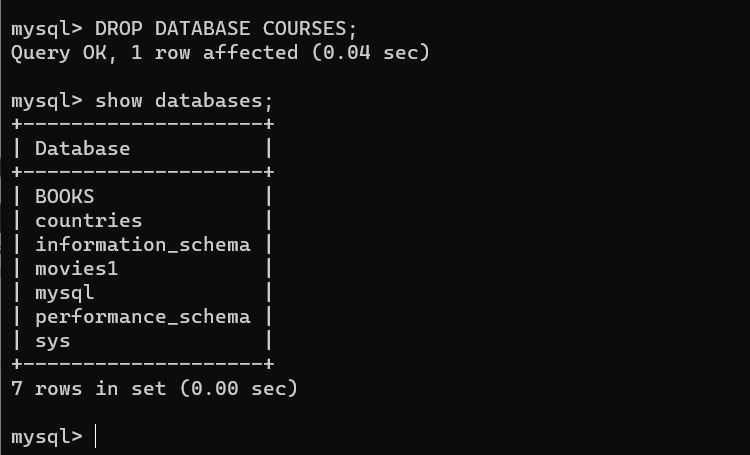 mysql> DROP DATABASE COURSES;
Query OK, 1 row affected (0.04 sec)

mysql> show databases;
+--------------------+
| Database           |
+--------------------+
| BOOKS              |
| countries          |
| information_schema |
| movies1            |
| mysql              |
| performance_schema |
| sys                |
+--------------------+
7 rows in set (0.00 sec)

mysql>